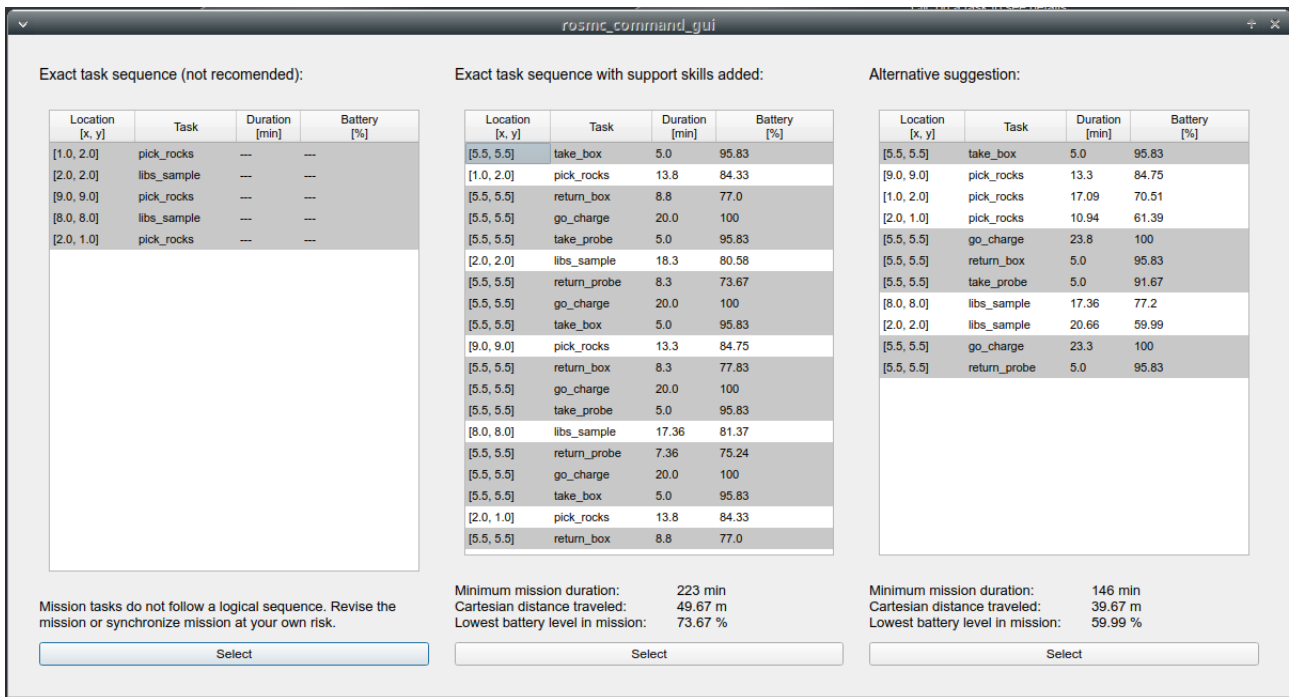 rosmc_command_gui
Exact task sequence (not recomended):
Location [x, y] Task Duration [min] Battery [%]
[1.0, 2.0] pick_rocks --- ---
[2.0, 2.0] libs_sample --- ---
[9.0, 9.0] pick_rocks --- ---
[8.0, 8.0] libs_sample --- ---
[2.0, 1.0] pick_rocks --- ---
Mission tasks do not follow a logical sequence. Revise the
mission or synchronize mission at your own risk.
Select
Exact task sequence with support skills added:
Location [x, y] Task Duration [min] Battery [%]
[5.5, 5.5] take_box 5.0 95.83
[1.0, 2.0] pick_rocks 13.8 84.33
[5.5, 5.5] return_box 8.8 77.0
[5.5, 5.5] go_charge 20.0 100
[5.5, 5.5] take_probe 5.0 95.83
[2.0, 2.0] libs_sample 18.3 80.58
[5.5, 5.5] return_probe 8.3 73.67
[5.5, 5.5] go_charge 20.0 100
[5.5, 5.5] take_box 5.0 95.83
[9.0, 9.0] pick_rocks 13.3 84.75
[5.5, 5.5] return_box 8.3 77.83
[5.5, 5.5] go_charge 20.0 100
[5.5, 5.5] take_probe 5.0 95.83
[8.0, 8.0] libs_sample 17.36 81.37
[5.5, 5.5] return_probe 7.36 75.24
[5.5, 5.5] go_charge 20.0 100
[5.5, 5.5] take_box 5.0 95.83
[2.0, 1.0] pick_rocks 13.8 84.33
[5.5, 5.5] return_box 8.8 77.0
Minimum mission duration: 223 min
Cartesian distance traveled: 49.67 m
Lowest battery level in mission: 73.67 %
Select
Alternative suggestion:
Location [x, y] Task Duration [min] Battery [%]
[5.5, 5.5] take_box 5.0 95.83
[9.0, 9.0] pick_rocks 13.3 84.75
[1.0, 2.0] pick_rocks 17.09 70.51
[2.0, 1.0] pick_rocks 10.94 61.39
[5.5, 5.5] go_charge 23.8 100
[5.5, 5.5] return_box 5.0 95.83
[5.5, 5.5] take_probe 5.0 91.67
[8.0, 8.0] libs_sample 17.36 77.2
[2.0, 2.0] libs_sample 20.66 59.99
[5.5, 5.5] go_charge 23.3 100
[5.5, 5.5] return_probe 5.0 95.83
Minimum mission duration: 146 min
Cartesian distance traveled: 39.67 m
Lowest battery level in mission: 59.99 %
Select